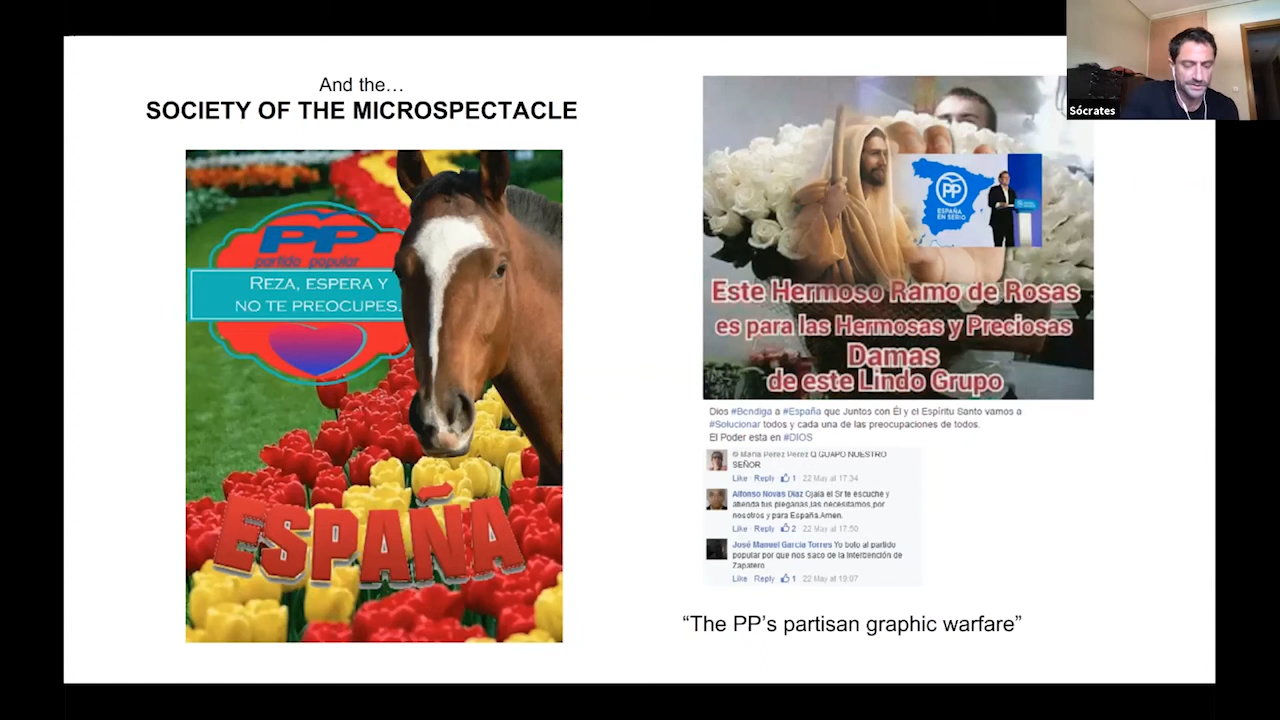 And the…
SOCIETY OF THE MICROSPECTACLE
PP
partido popular
REZA, ESPERA Y
NO TE PREOCUPES.
ESPAÑA
PP
ESPAÑA
EN SERIO
Este Hermoso Ramo de Rosas
es para las Hermosas y Preciosas
Damas
de este Lindo Grupo
Dios #Bendiga a #España que Juntos con Él y el Espíritu Santo vamos a
#Solucionar todos y cada una de las preocupaciones de todos.
El Poder esta en #DIOS
Maria Perez Perez Q GUAPO NUESTRO
SEÑOR
Like Reply 1 22 May at 17:34
Alfonso Novas Diaz Ojala el Sr te escuche y
atienda tus plegarias,las necesitamos,por
nosotros y para España.Amen.
Like Reply 2 22 May at 17:50
José Manuel Garcia Torres Yo boto al partido
popular por que nos saco de la interbención de
Zapatero
Like Reply 1 22 May at 19:07
“The PP’s partisan graphic warfare”
Sócrates